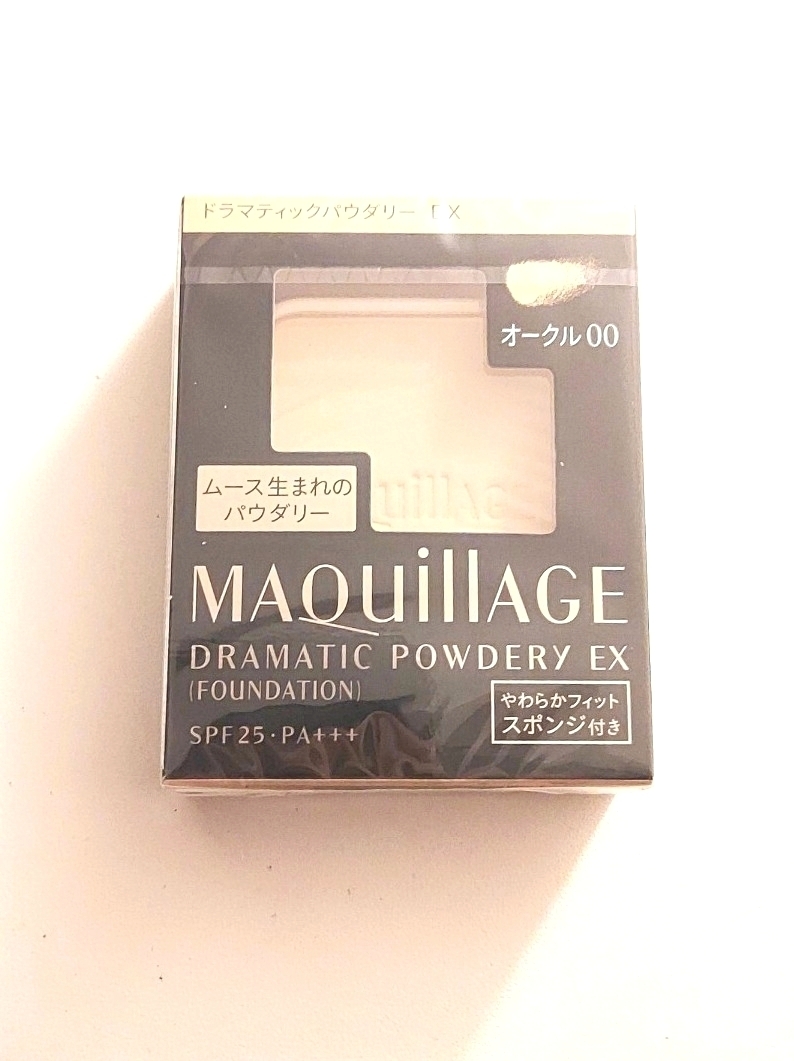 ドラマティックパウダリー EX
オークル00
quillAG
ムース生まれの
パウダリー
MAQuillAGE
DRAMATIC POWDERY EX
(FOUNDATION)
やわらかフィット
スポンジ付き
SPF25・PA+++